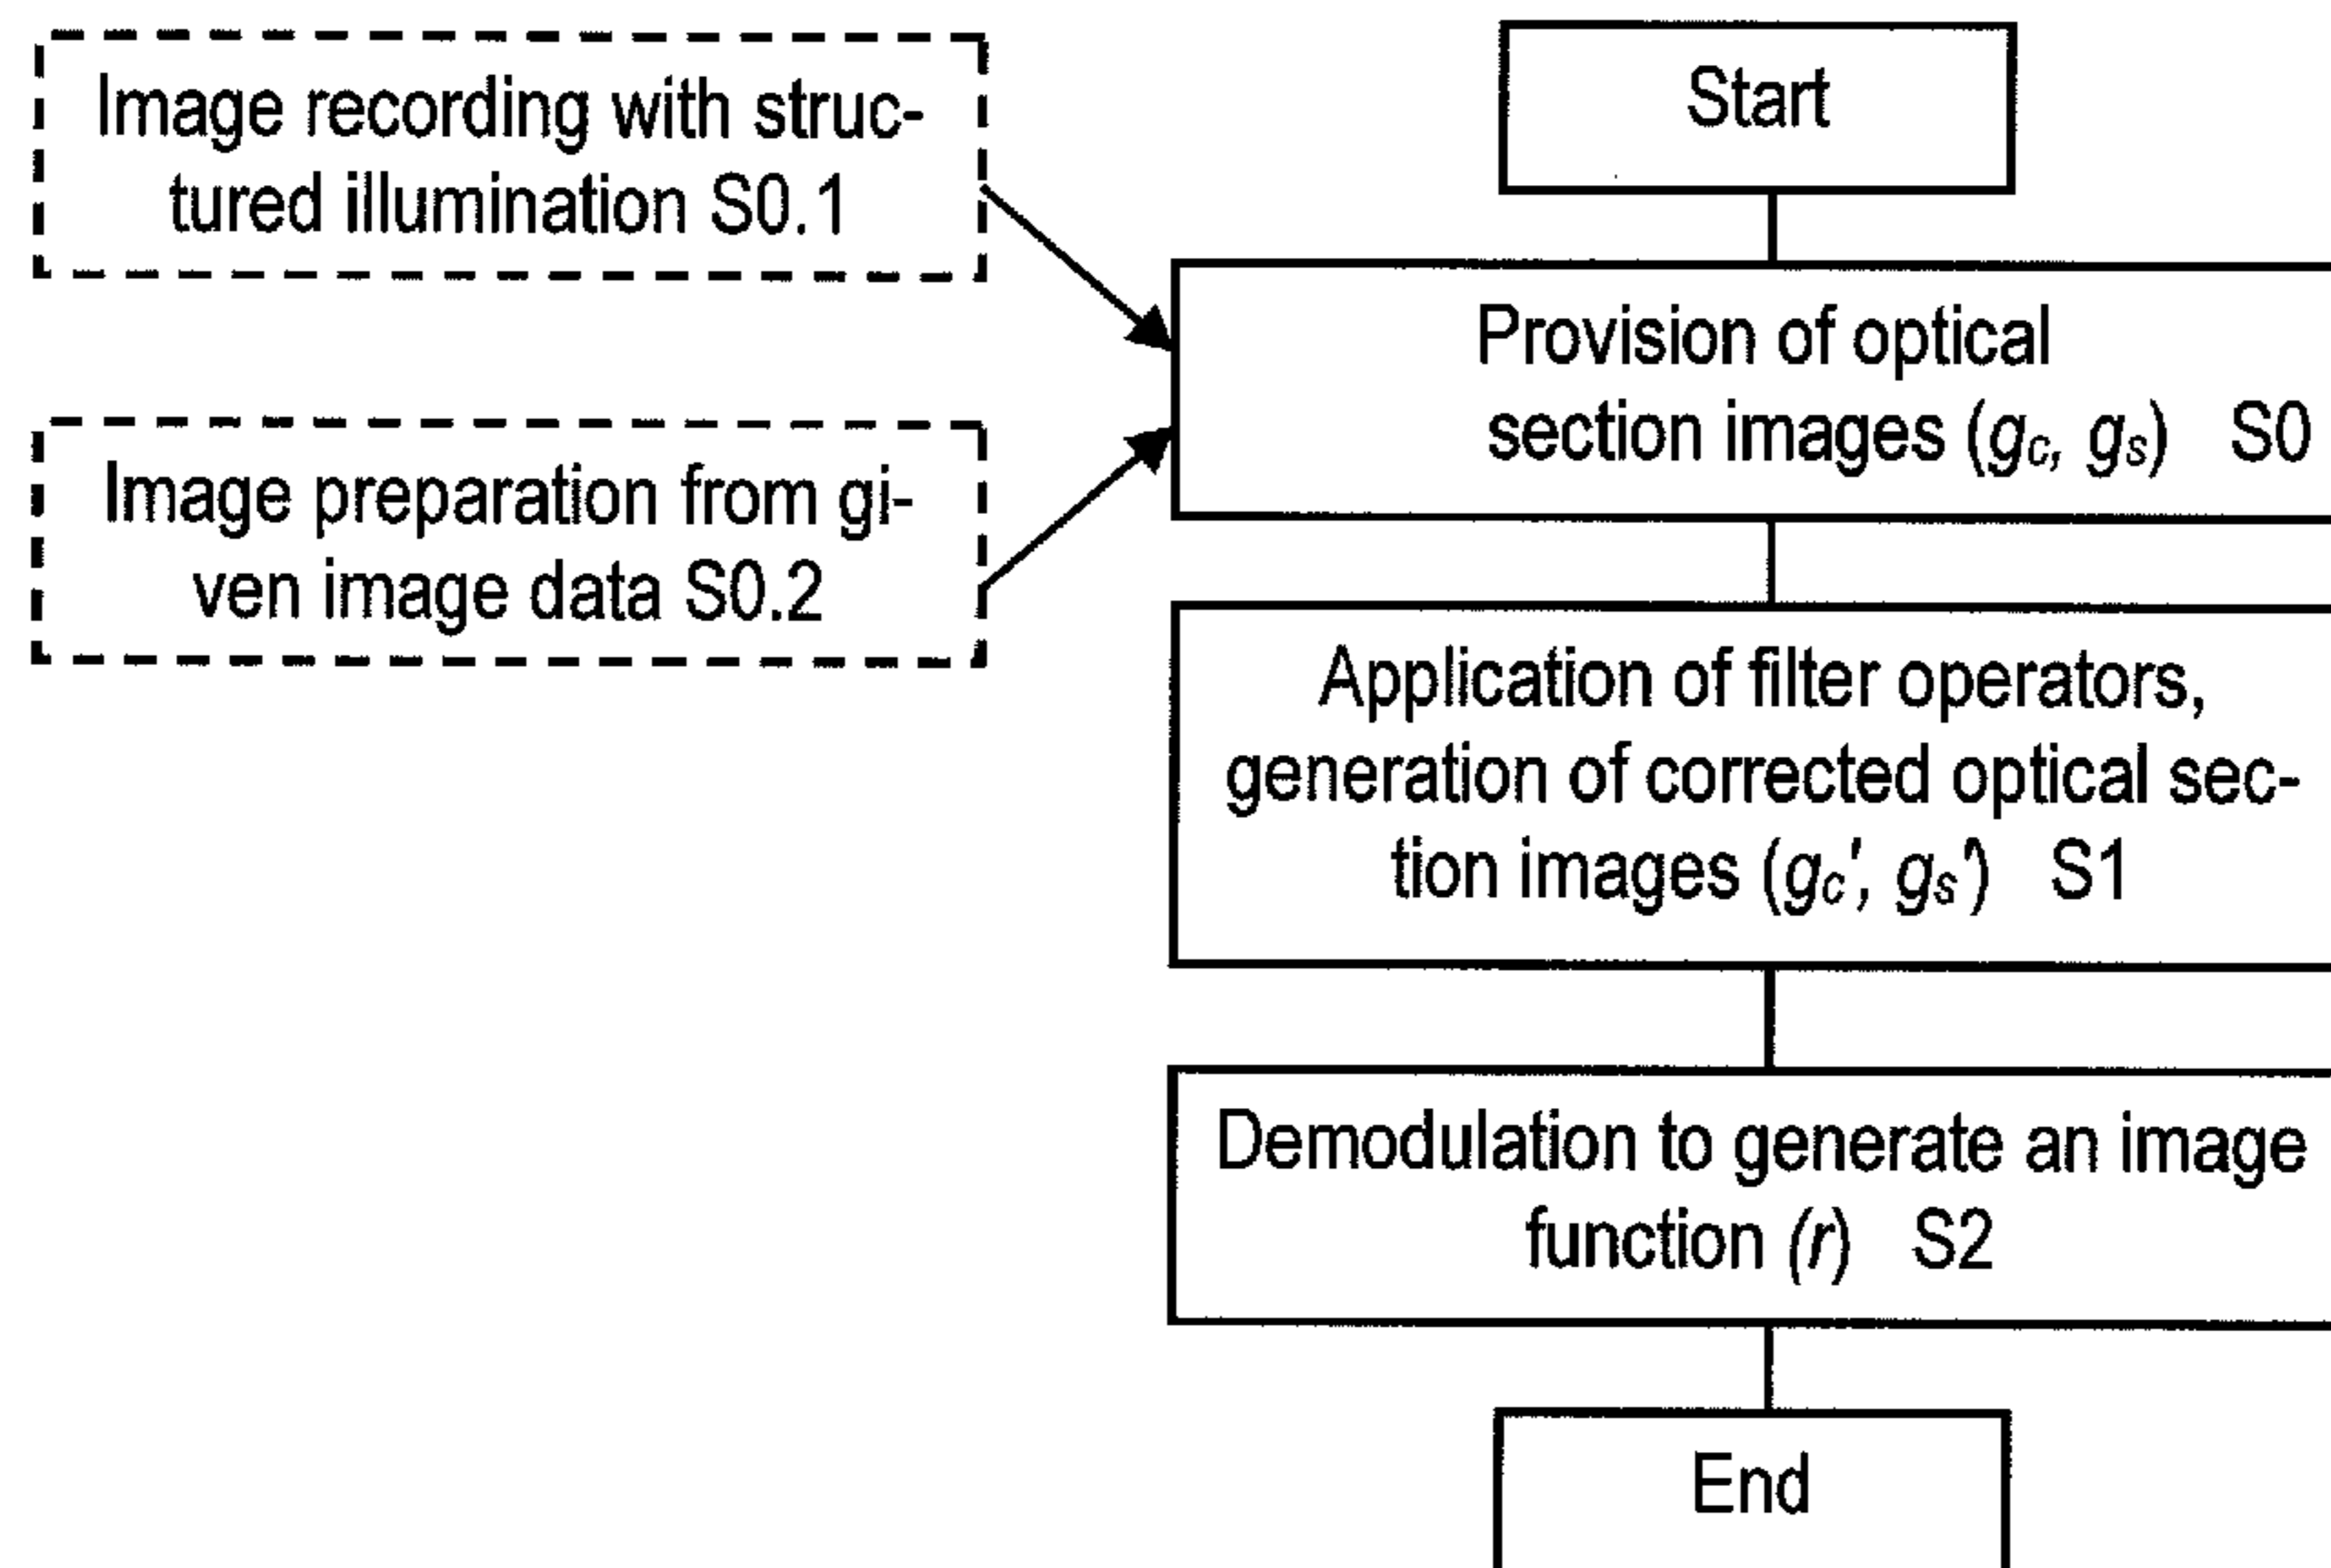 Image recording with struc-
tured illumination S0.1
Image preparation from gi-
ven image data S0.2
Start
Provision of optical
section images (gc, gs) S0
Application of filter operators,
generation of corrected optical sec-
tion images (gc', gs') S1
Demodulation to generate an image
function (r) S2
End